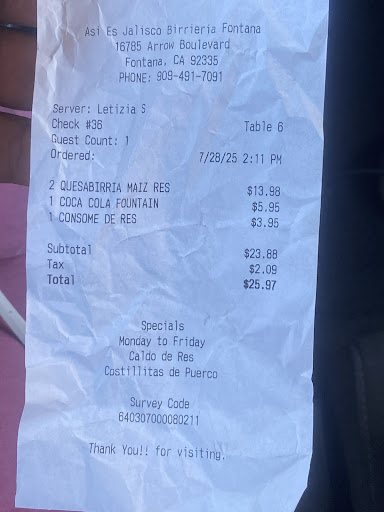 Asi Es Jalisco Birrieria Fontana
16785 Arrow Boulevard
Fontana, CA 92335
PHONE: 909-491-7091
Server: Letizia S
Check #36 Table 6
Guest Count: 1
Ordered: 7/28/25 2:11 PM
2 QUESABIRRIA MAIZ RES $13.98
1 COCA COLA FOUNTAIN $5.95
1 CONSOME DE RES $3.95
Subtotal $23.88
Tax $2.09
Total $25.97
Specials
Monday to Friday
Caldo de Res
Costillitas de Puerco
Survey Code
640307000080211
Thank You!! for visiting.